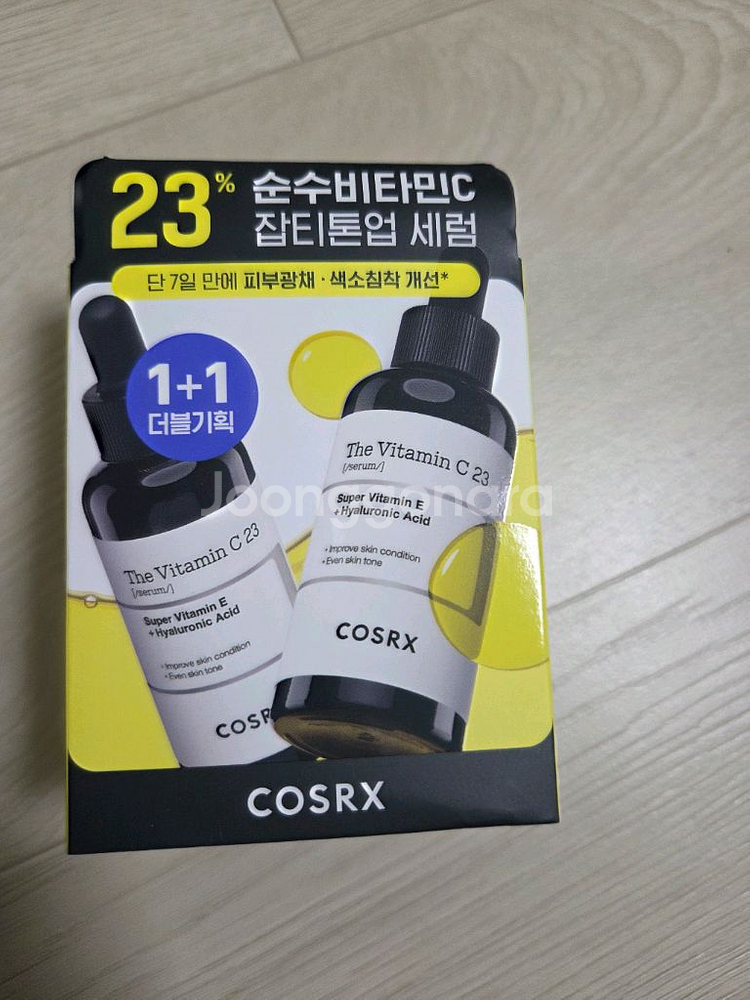 23% 순수비타민C
잡티톤업 세럼
단 7일 만에 피부광채 · 색소침착 개선*
1+1
더블기획
The Vitamin C 23
[/serum/]
Super Vitamin E
+Hyaluronic Acid
• Improve skin condition
• Even skin tone
COSRX
The Vitamin C 23
[/serum/]
Super Vitamin E
+Hyaluronic Acid
• Improve skin condition
• Even skin tone
COSR
COSRX
Joonggonara